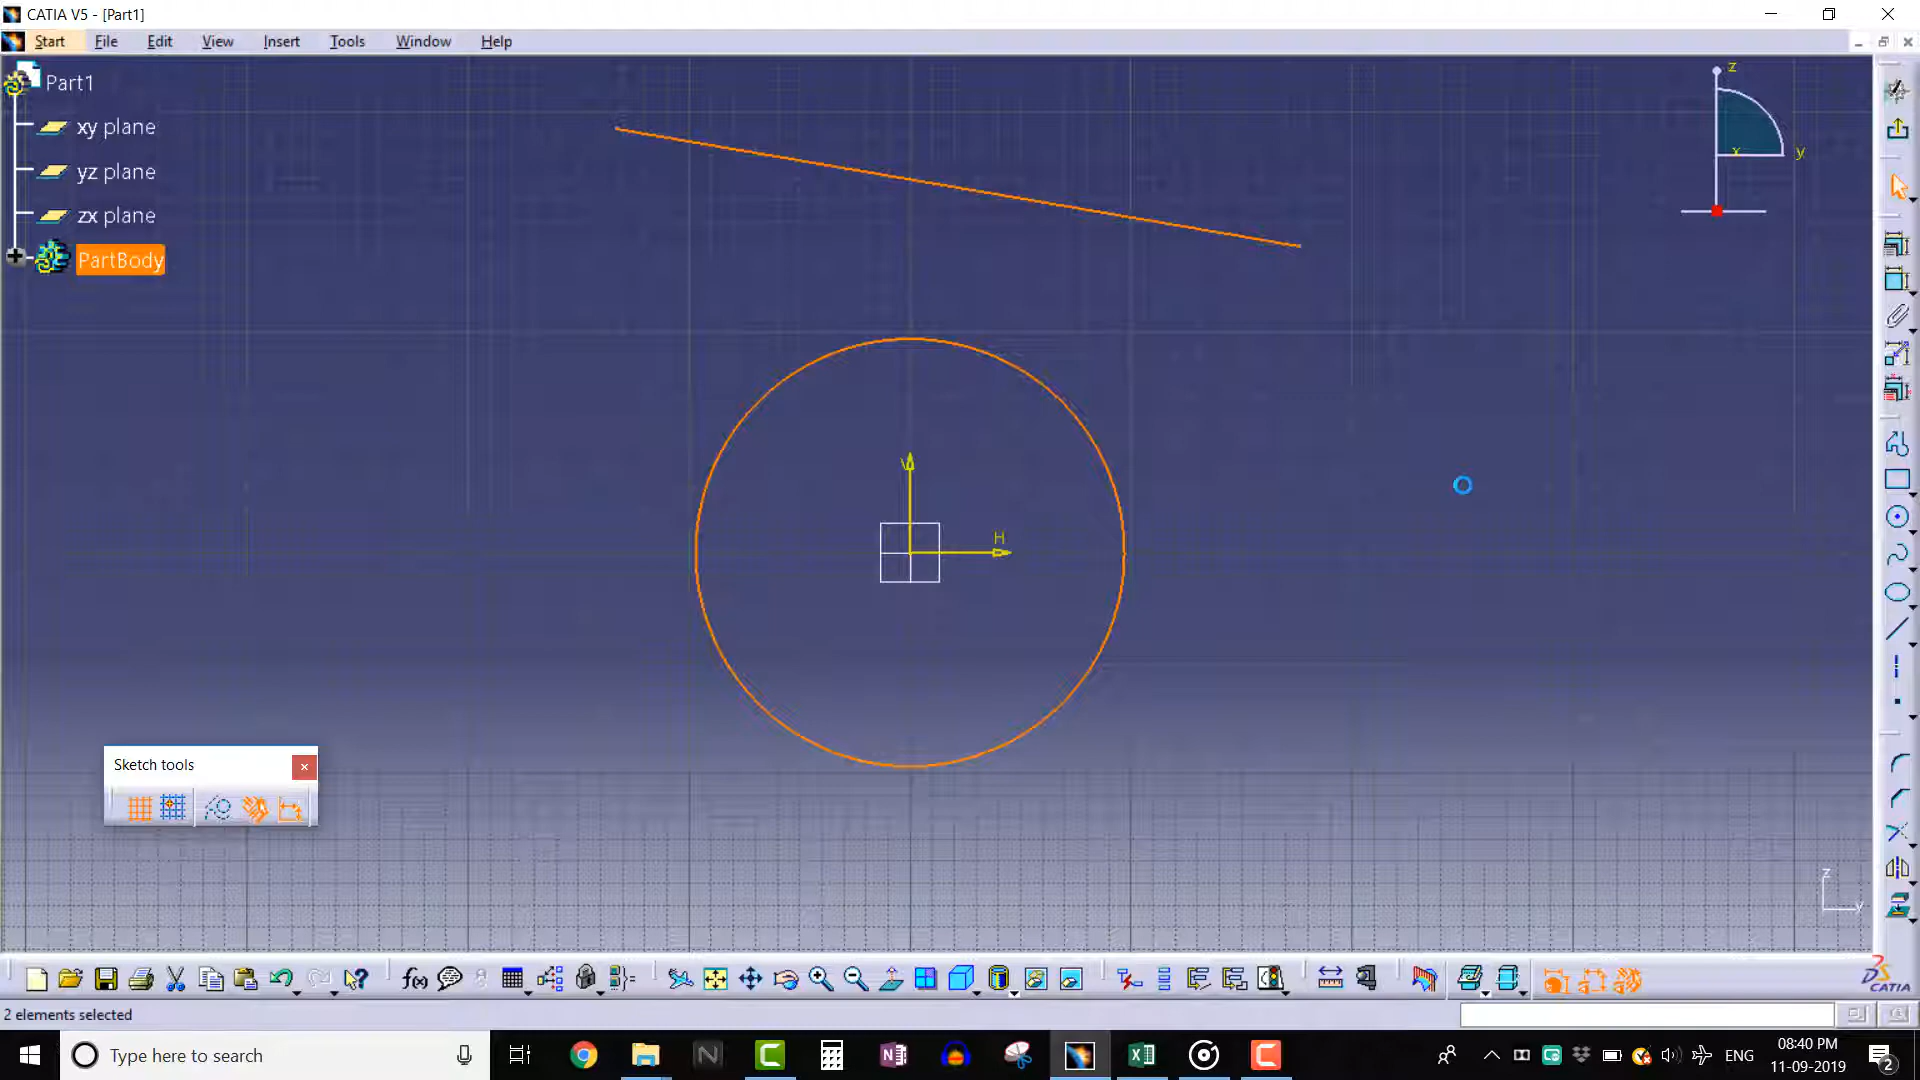 CATIA V5 - [Part1]
Start File Edit View Insert Tools Window Help
Part1
xy plane
yz plane
zx plane
PartBody
z
x
y
V
H
Sketch tools
z
y
f(x)
CATIA
2 elements selected
Type here to search
ENG
08:40 PM
11-09-2019
2